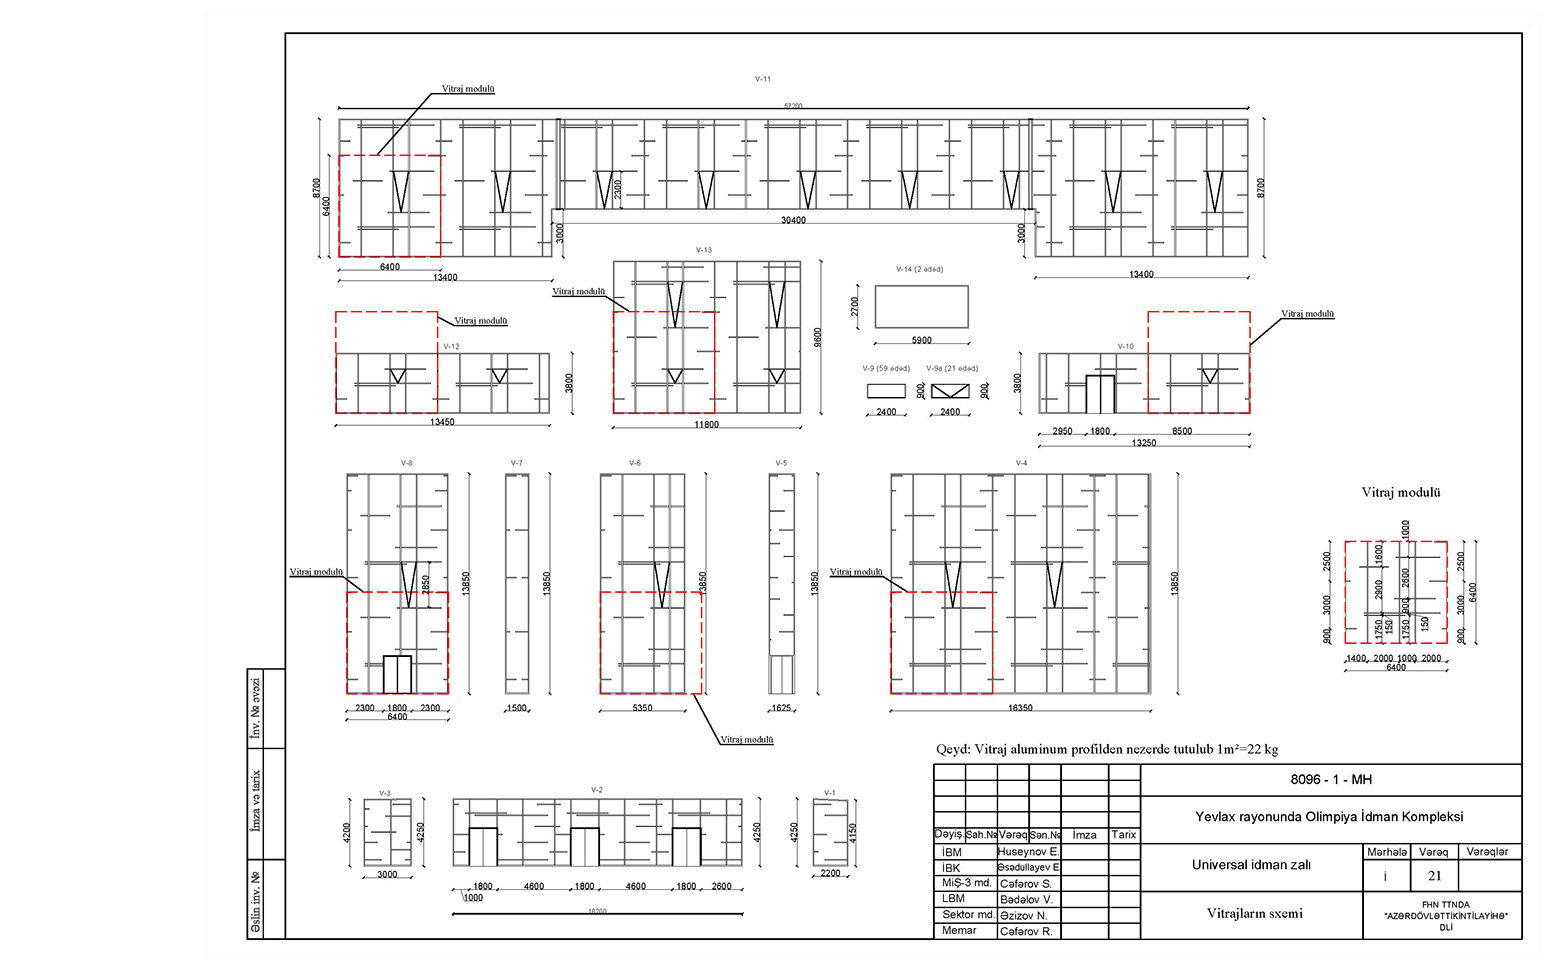 V-11
Vitraj modulü
57200
8700
6400
2300
30400
3000
3000
8700
6400
13400
13400
V-13
Vitraj modulü
9600
11800
V-14 (2 ədəd)
2700
5900
V-9 (59 ədəd)
V-9a (21 ədəd)
900
900
2400
2400
Vitraj modulü
V-12
3800
13450
Vitraj modulü
V-10
3800
2950
1800
8500
13250
V-8
Vitraj modulü
2850
13850
2300
1800
2300
6400
V-7
13850
1500
V-6
13850
5350
Vitraj modulü
V-5
13850
1625
V-4
Vitraj modulü
13850
16350
Vitraj modulü
1000
2500
1600
2500
2900
2600
6400
3000
900
3000
1750
150
1750
150
900
900
1400
2000
1000
2000
6400
V-3
4200
4250
3000
V-2
4250
1800
4600
1800
4600
1800
2600
1000
18200
V-1
4250
4150
2200
Qeyd: Vitraj aluminum profilden nezerde tutulub 1m²=22 kg
8096 - 1 - MH
Yevlax rayonunda Olimpiya İdman Kompleksi
Dəyiş. Sah.№ Vərəq Sən.№ İmza Tarix
İBM Huseynov E.
İBK Əsədullayev E
MİŞ-3 md. Cəfərov S.
LBM Bədəlov V.
Sektor md. Əzizov N.
Memar Cəfərov R.
Universal idman zalı
Mərhələ Vərəq Vərəqlər
İ 21
Vitrajların sxemi
FHN TTNDA
"AZƏRDÖVLƏTTİKİNTİLAYİHƏ"
DLİ
İnv. № əvəzi
İmza və tarix
Əslin inv. №